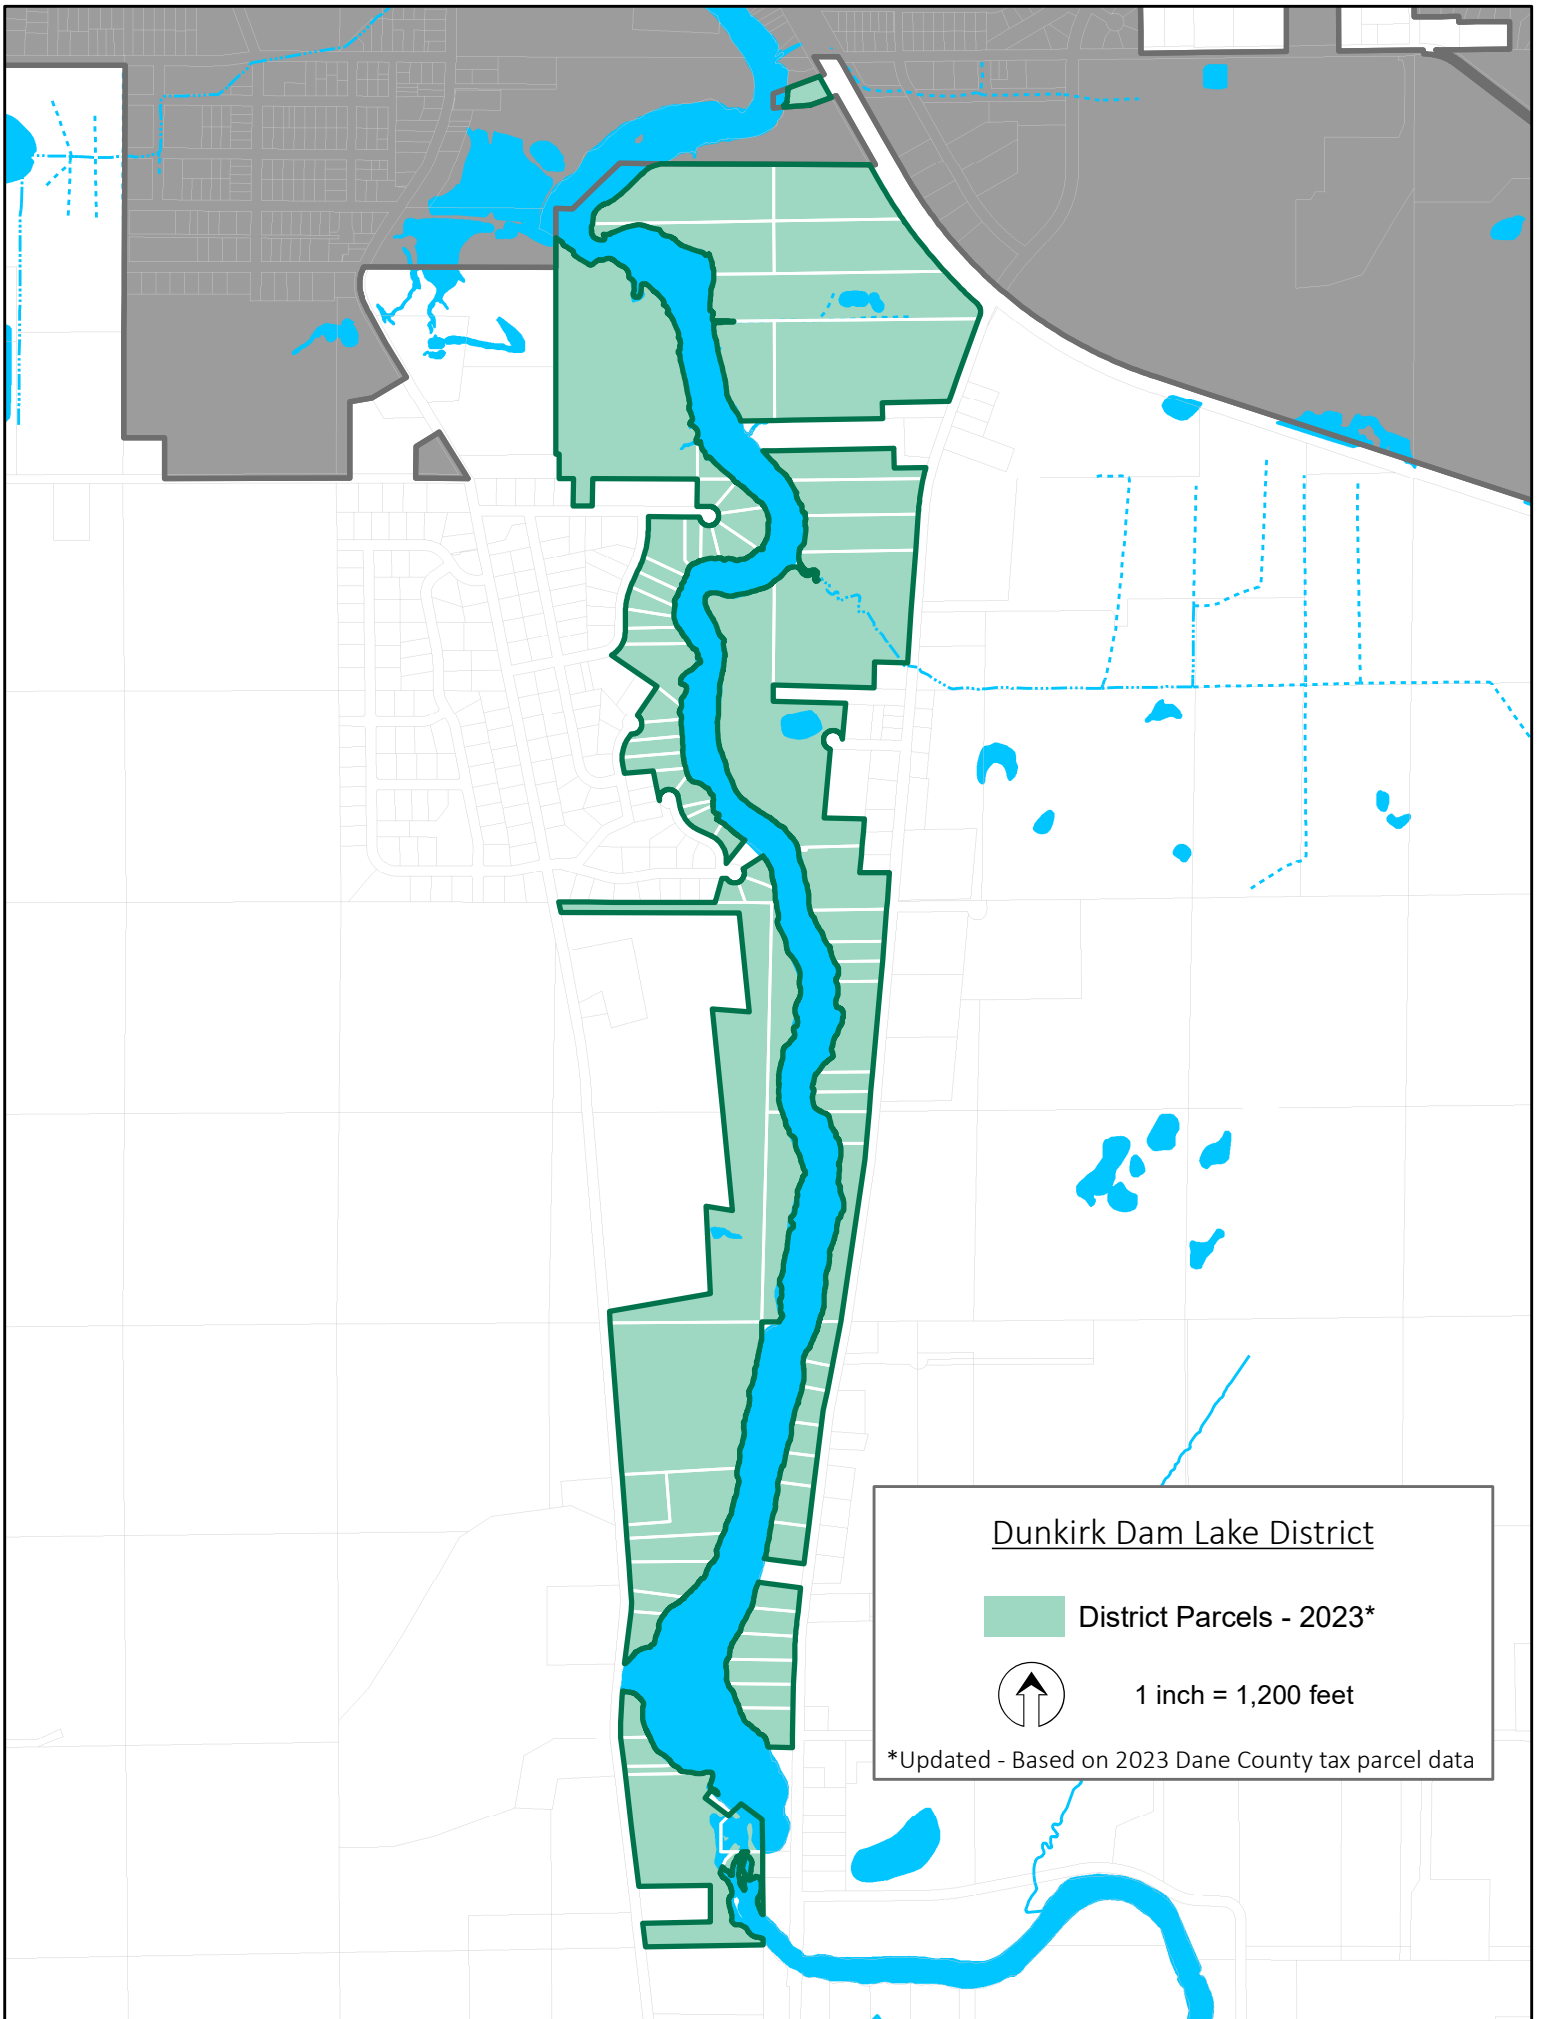 Dunkirk Dam Lake District
District Parcels - 2023*
1 inch = 1,200 feet
*Updated - Based on 2023 Dane County tax parcel data